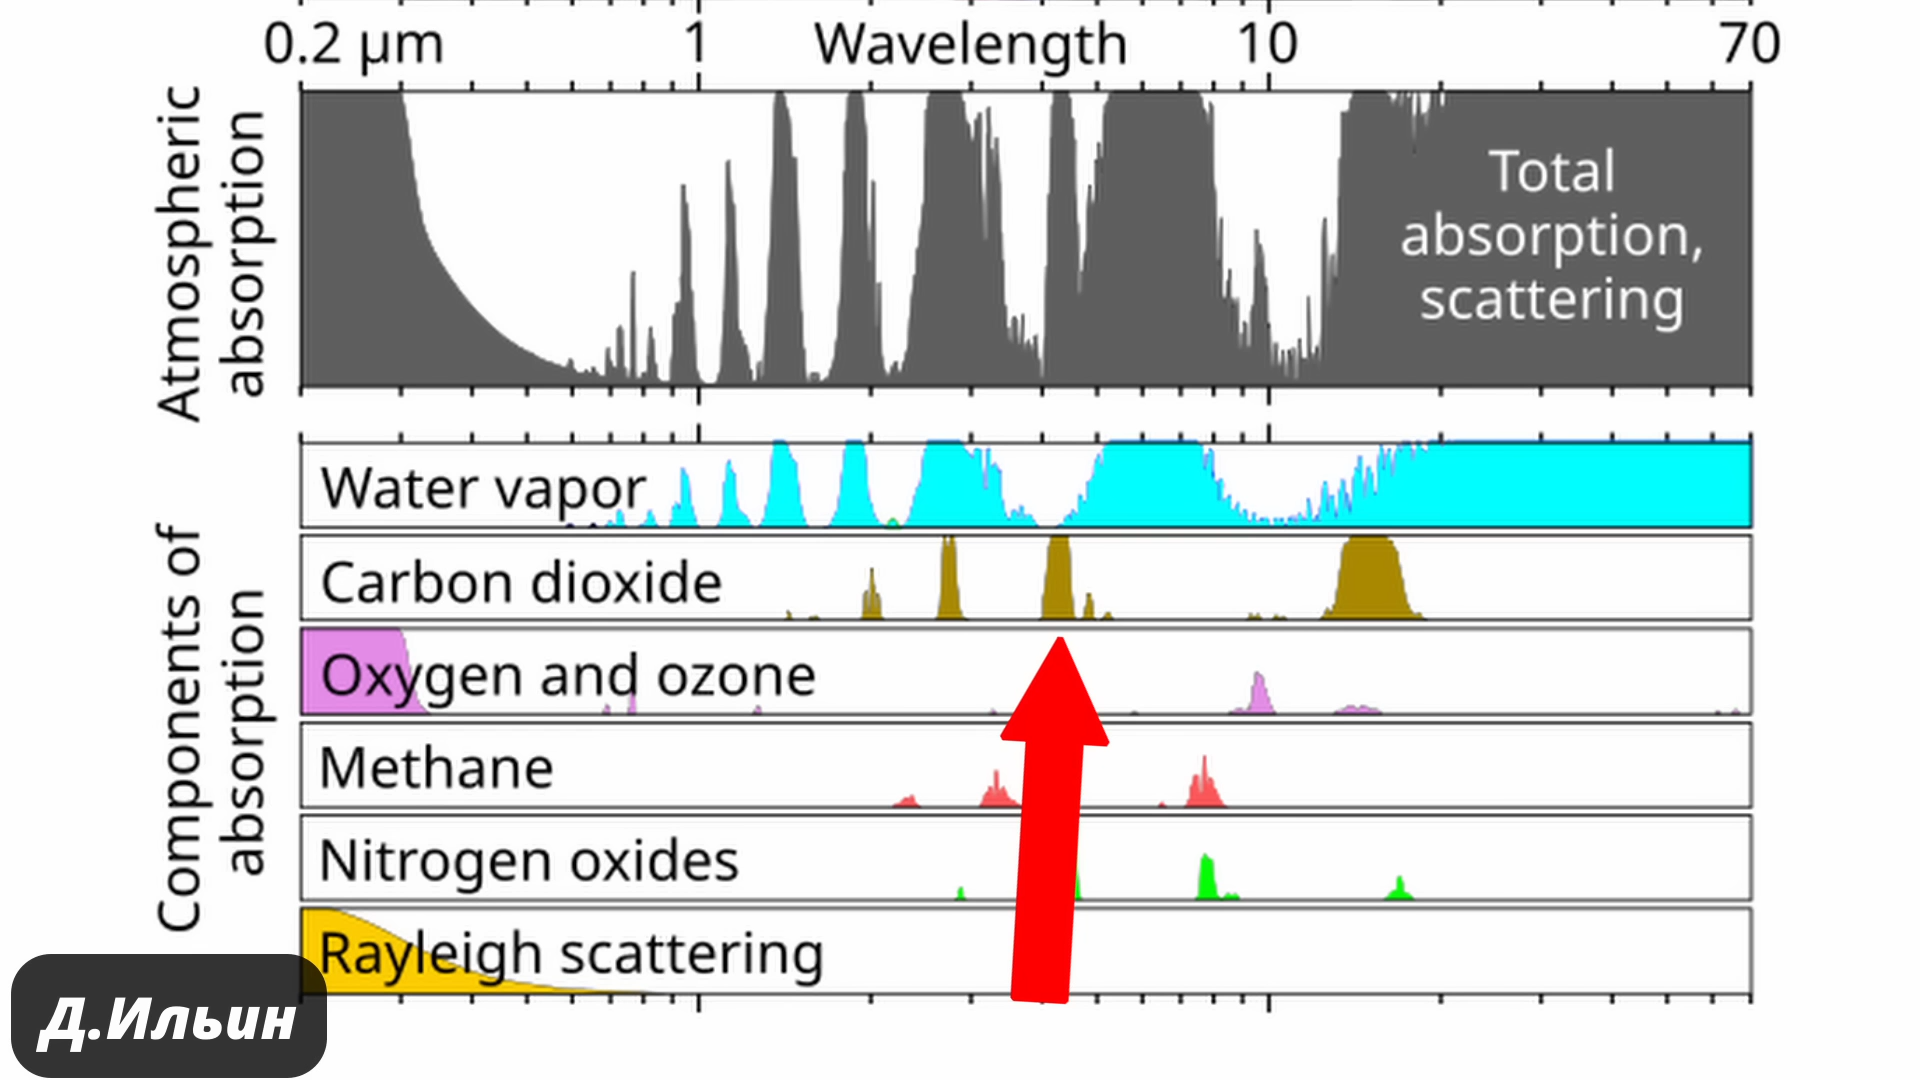 0.2 μm 1 Wavelength 10 70
Atmospheric
absorption
Total
absorption,
scattering
Components of
absorption
Water vapor
Carbon dioxide
Oxygen and ozone
Methane
Nitrogen oxides
Rayleigh scattering
Д.Ильин